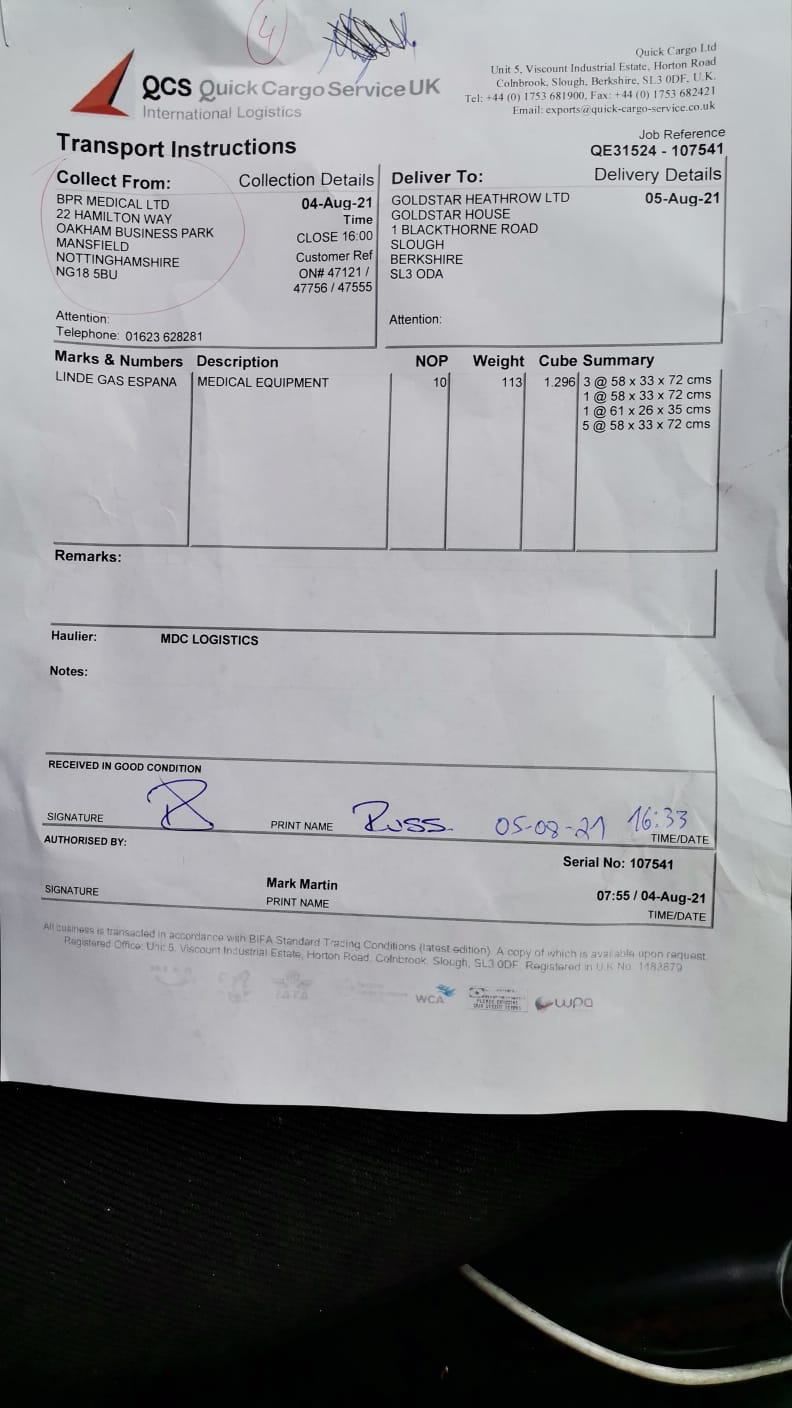 4
QCS Quick Cargo Service UK
International Logistics
Quick Cargo Ltd
Unit 5, Viscount Industrial Estate, Horton Road
Colnbrook, Slough, Berkshire, SL3 0DF, U.K.
Tel: +44 (0) 1753 681900, Fax: +44 (0) 1753 682421
Email: exports@quick-cargo-service.co.uk
Transport Instructions
Job Reference
QE31524 - 107541
Collect From:
BPR MEDICAL LTD
22 HAMILTON WAY
OAKHAM BUSINESS PARK
MANSFIELD
NOTTINGHAMSHIRE
NG18 5BU
Attention:
Telephone: 01623 628281
Collection Details
04-Aug-21
Time
CLOSE 16:00
Customer Ref
ON# 47121 /
47756 / 47555
Deliver To:
GOLDSTAR HEATHROW LTD
GOLDSTAR HOUSE
1 BLACKTHORNE ROAD
SLOUGH
BERKSHIRE
SL3 ODA
Attention:
Delivery Details
05-Aug-21
Marks & Numbers Description NOP Weight Cube Summary
LINDE GAS ESPANA MEDICAL EQUIPMENT 10 113 1.296 3 @ 58 x 33 x 72 cms
1 @ 58 x 33 x 72 cms
1 @ 61 x 26 x 35 cms
5 @ 58 x 33 x 72 cms
Remarks:
Haulier: MDC LOGISTICS
Notes:
RECEIVED IN GOOD CONDITION
SIGNATURE PRINT NAME Russ 05-08-21 16:33 TIME/DATE
AUTHORISED BY:
Serial No: 107541
Mark Martin 07:55 / 04-Aug-21
SIGNATURE PRINT NAME TIME/DATE
All business is transacted in accordance with BIFA Standard Trading Conditions (latest edition). A copy of which is available upon request.
Registered Office: Unit 5, Viscount Industrial Estate, Horton Road, Colnbrook, Slough, SL3 0DF. Registered in U.K No. 1483679
IATA
WCA
wpa